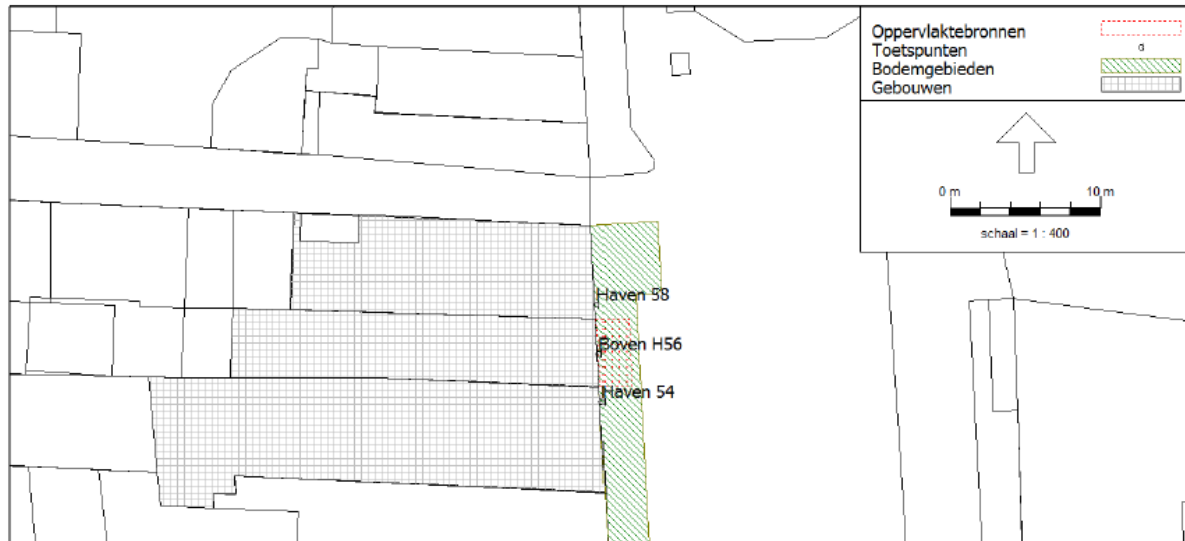 Oppervlaktebronnen
Toetspunten
Bodemgebieden
Gebouwen
0 m 10 m
schaal = 1 : 400
Haven 58
Boven H56
Haven 54